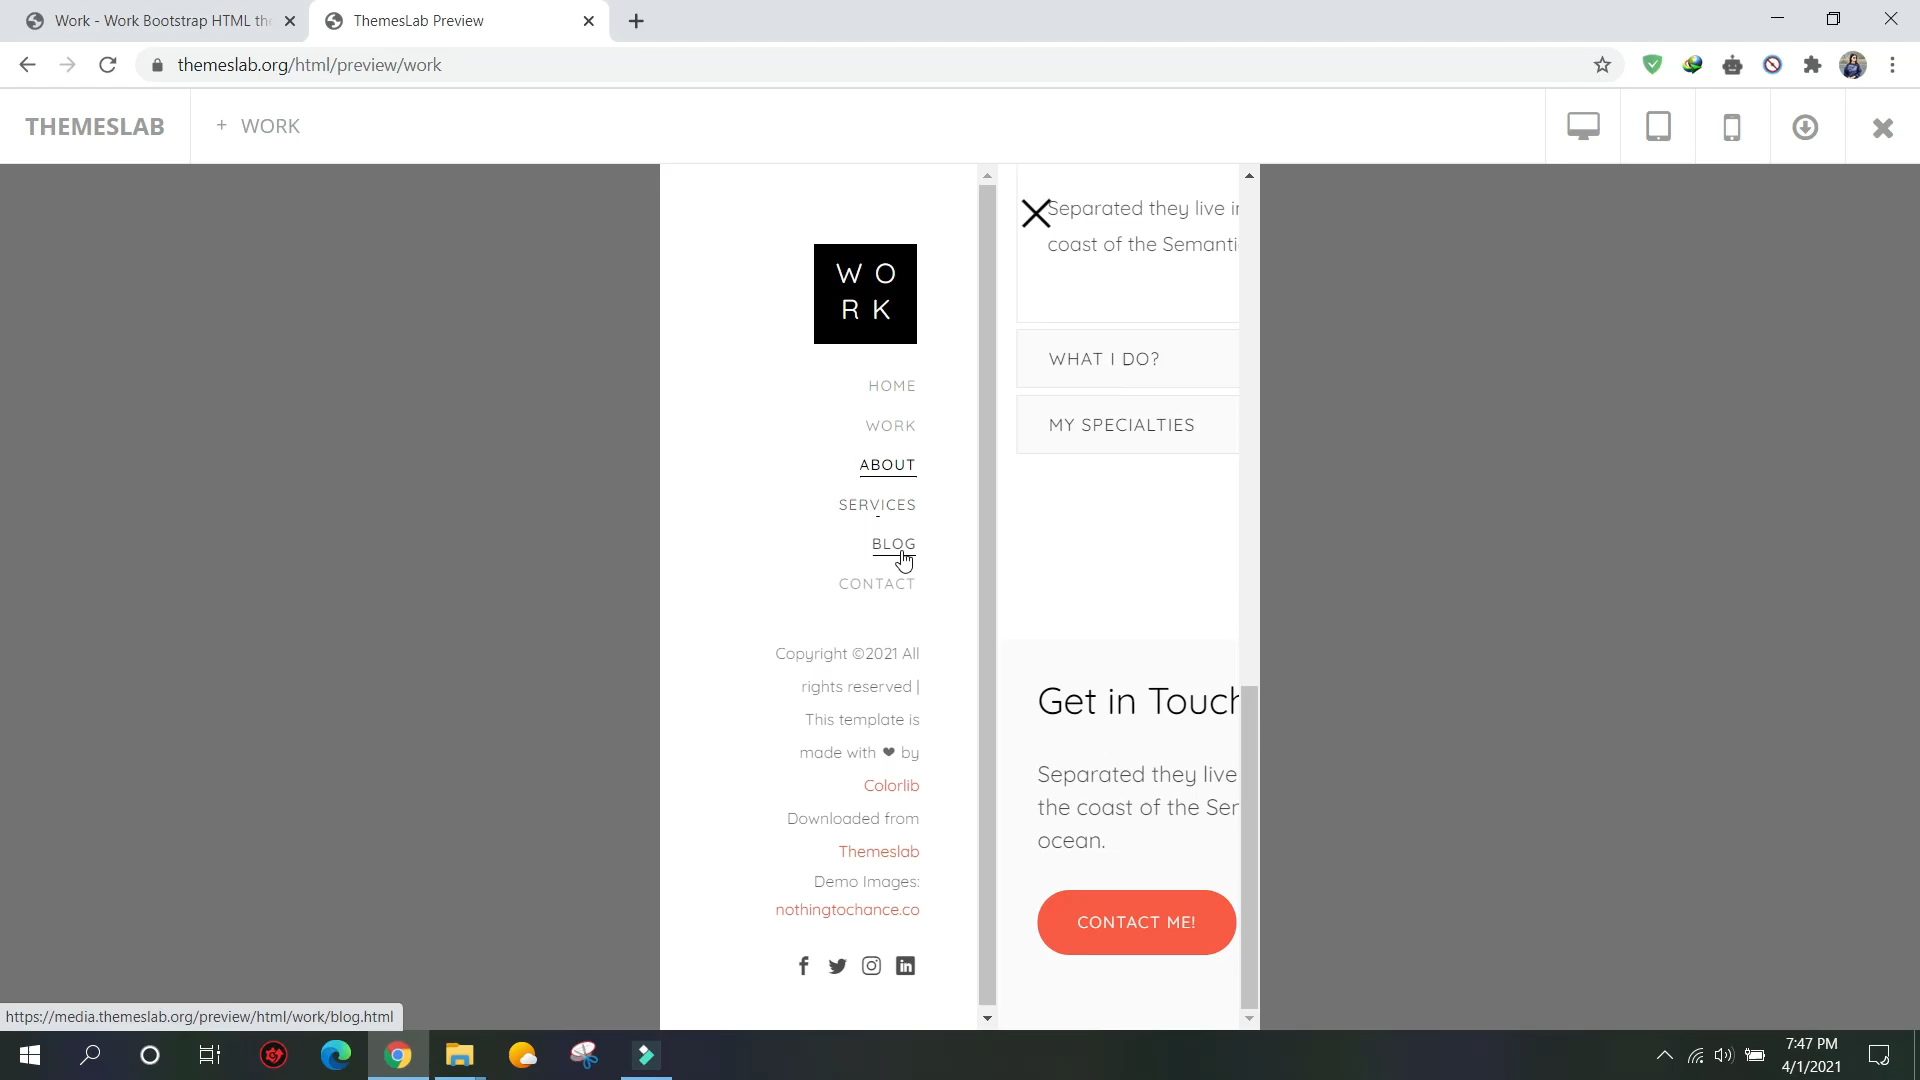 Work - Work Bootstrap HTML the
ThemesLab Preview
themeslab.org/html/preview/work
THEMESLAB
+ WORK
W O
R K
HOME
WORK
ABOUT
SERVICES
BLOG
CONTACT
Copyright ©2021 All
rights reserved |
This template is
made with ❤ by
Colorlib
Downloaded from
Themeslab
Demo Images:
nothingtochance.co
Separated they live in
coast of the Semanti
WHAT I DO?
MY SPECIALTIES
Get in Touch
Separated they live
the coast of the Sem
ocean.
CONTACT ME!
https://media.themeslab.org/preview/html/work/blog.html
7:47 PM
4/1/2021